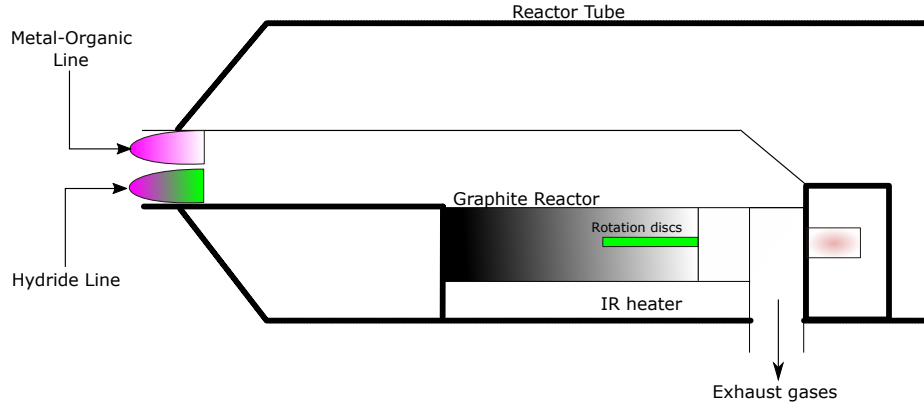 Reactor Tube
Metal-Organic
Line
Graphite Reactor
Rotation discs
Hydride Line
IR heater
Exhaust gases